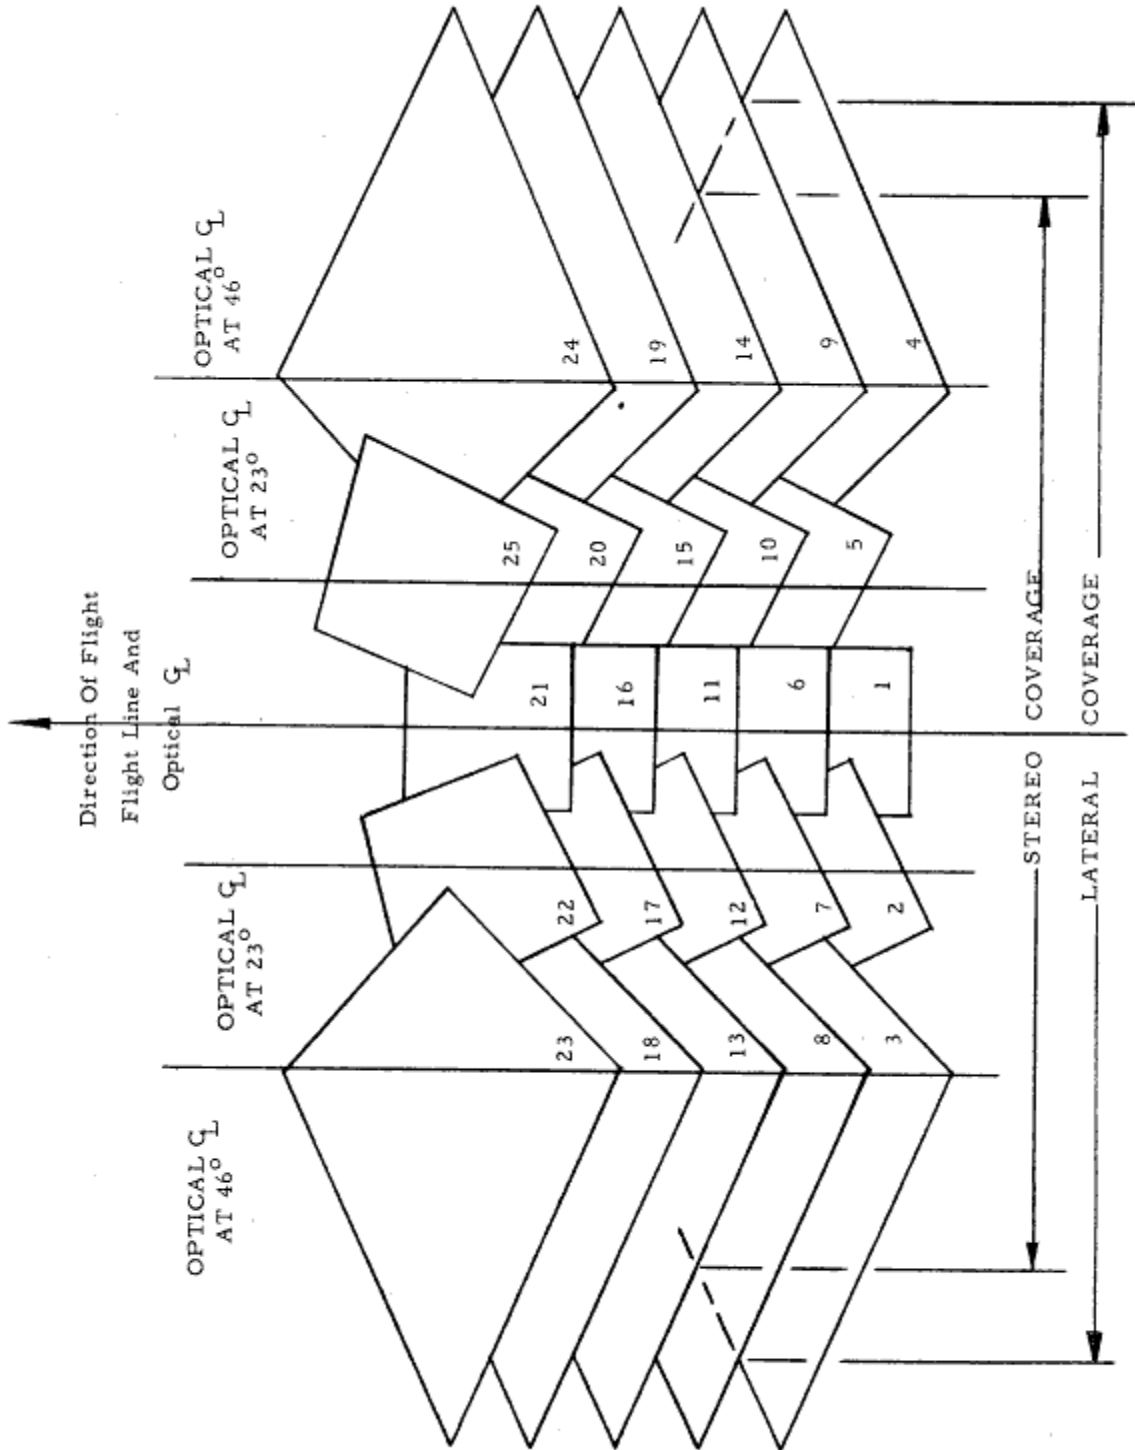 Direction Of Flight
Flight Line And
Optical C̲L
OPTICAL C̲L
AT 46°
OPTICAL C̲L
AT 23°
OPTICAL C̲L
AT 23°
OPTICAL C̲L
AT 46°
23
22
21
25
24
18
17
16
20
19
13
12
11
15
14
8
7
6
10
9
3
2
1
5
4
STEREO COVERAGE
LATERAL COVERAGE